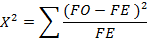 X² = ∑ (FO − FE )² / FE